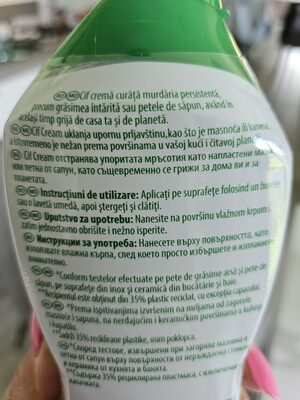 RO MD Cif cremă curăță murdăria persistentă,
precum grăsimea întărită sau petele de săpun, având în
același timp grijă de casa ta și de planetă.
Cif Cream uklanja upornu prljavštinu, kao što je masnoća ili kamenac,
a istovremeno je nežan prema površinama u vašoj kući i čitavoj planeti.
Cif Cream отстранява упоритата мръсотия като напластени мазнини
или петна от сапун, като същевременно се грижи за дома ви и за
планетата.
RO MD Instrucțiuni de utilizare: Aplicați pe suprafețe folosind un burete
sau o lavetă umedă, apoi ștergeți și clătiți.
Uputstvo za upotrebu: Nanesite na površinu vlažnom krpom i
zatim jednostavno obrišite i nežno isperite.
Инструкции за употреба: Нанесете върху повърхността, като
използвате влажна кърпа, след което просто избършете и изплакнете
внимателно.
RO MD *Conform testelor efectuate pe pete de grăsime arsă și pete de
săpun, pe suprafețe din inox și ceramică din bucătărie și baie.
**Recipientul este obținut din 35% plastic reciclat, cu excepția capacului.
*Prema ispitivanjima izvršenim na mrljama od zagorele
masnoće i sapuna, na nerđajućim i keramičkim površinama u kuhinji
i kupatilu.
**Sadrži 35% reciklirane plastike, osim poklopca.
*Според тестове, извършени при загоряла мазнина и
петна от сапун върху повърхности от неръждаема стомана
и керамика от кухнята и банята.
**Съдържа 35% рециклирана пластмаса, с изключение на
капачката.